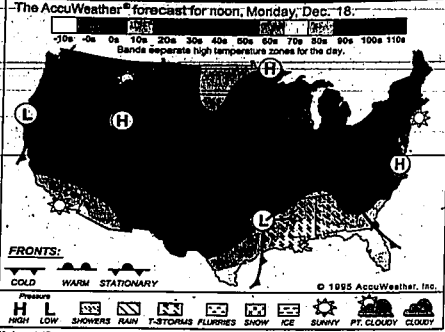 The AccuWeather® forecast for noon, Monday, Dec. 18.
-10s -0s 0s 10s 20s 30s 40s 50s 60s 70s 80s 90s 100s 110s
Bands separate high temperature zones for the day.
H
L
H
H
L
FRONTS:
COLD WARM STATIONARY
© 1995 AccuWeather, Inc.
Pressure
H L
HIGH LOW SHOWERS RAIN T-STORMS FLURRIES SNOW ICE SUNNY PT. CLOUDY CLOUDY